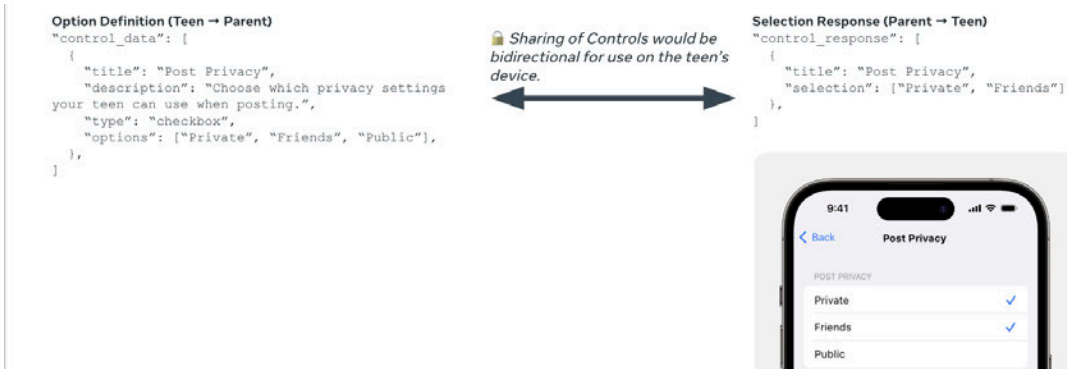 Option Definition (Teen → Parent)
“control_data”: [
{
“title”: “Post Privacy”,
“description”: “Choose which privacy settings
your teen can use when posting.”,
“type”: “checkbox”,
“options”: [“Private”, “Friends”, “Public”],
},
]
🔒 Sharing of Controls would be
bidirectional for use on the teen’s
device.
Selection Response (Parent → Teen)
“control_response”: [
{
“title”: “Post Privacy”,
“selection”: [“Private”, “Friends”]
},
]
9:41
Back Post Privacy
POST PRIVACY
Private
Friends
Public